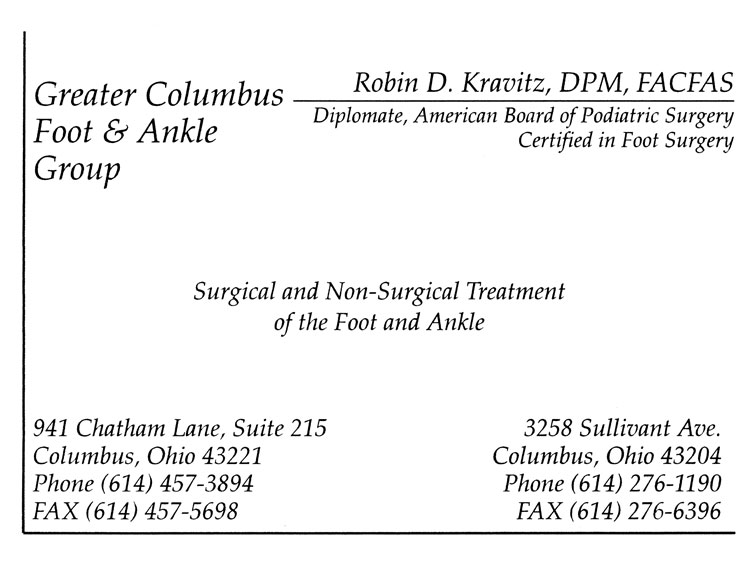 Greater Columbus
Foot & Ankle
Group
Robin D. Kravitz, DPM, FACFAS
Diplomate, American Board of Podiatric Surgery
Certified in Foot Surgery
Surgical and Non-Surgical Treatment
of the Foot and Ankle
941 Chatham Lane, Suite 215
Columbus, Ohio 43221
Phone (614) 457-3894
FAX (614) 457-5698
3258 Sullivant Ave.
Columbus, Ohio 43204
Phone (614) 276-1190
FAX (614) 276-6396